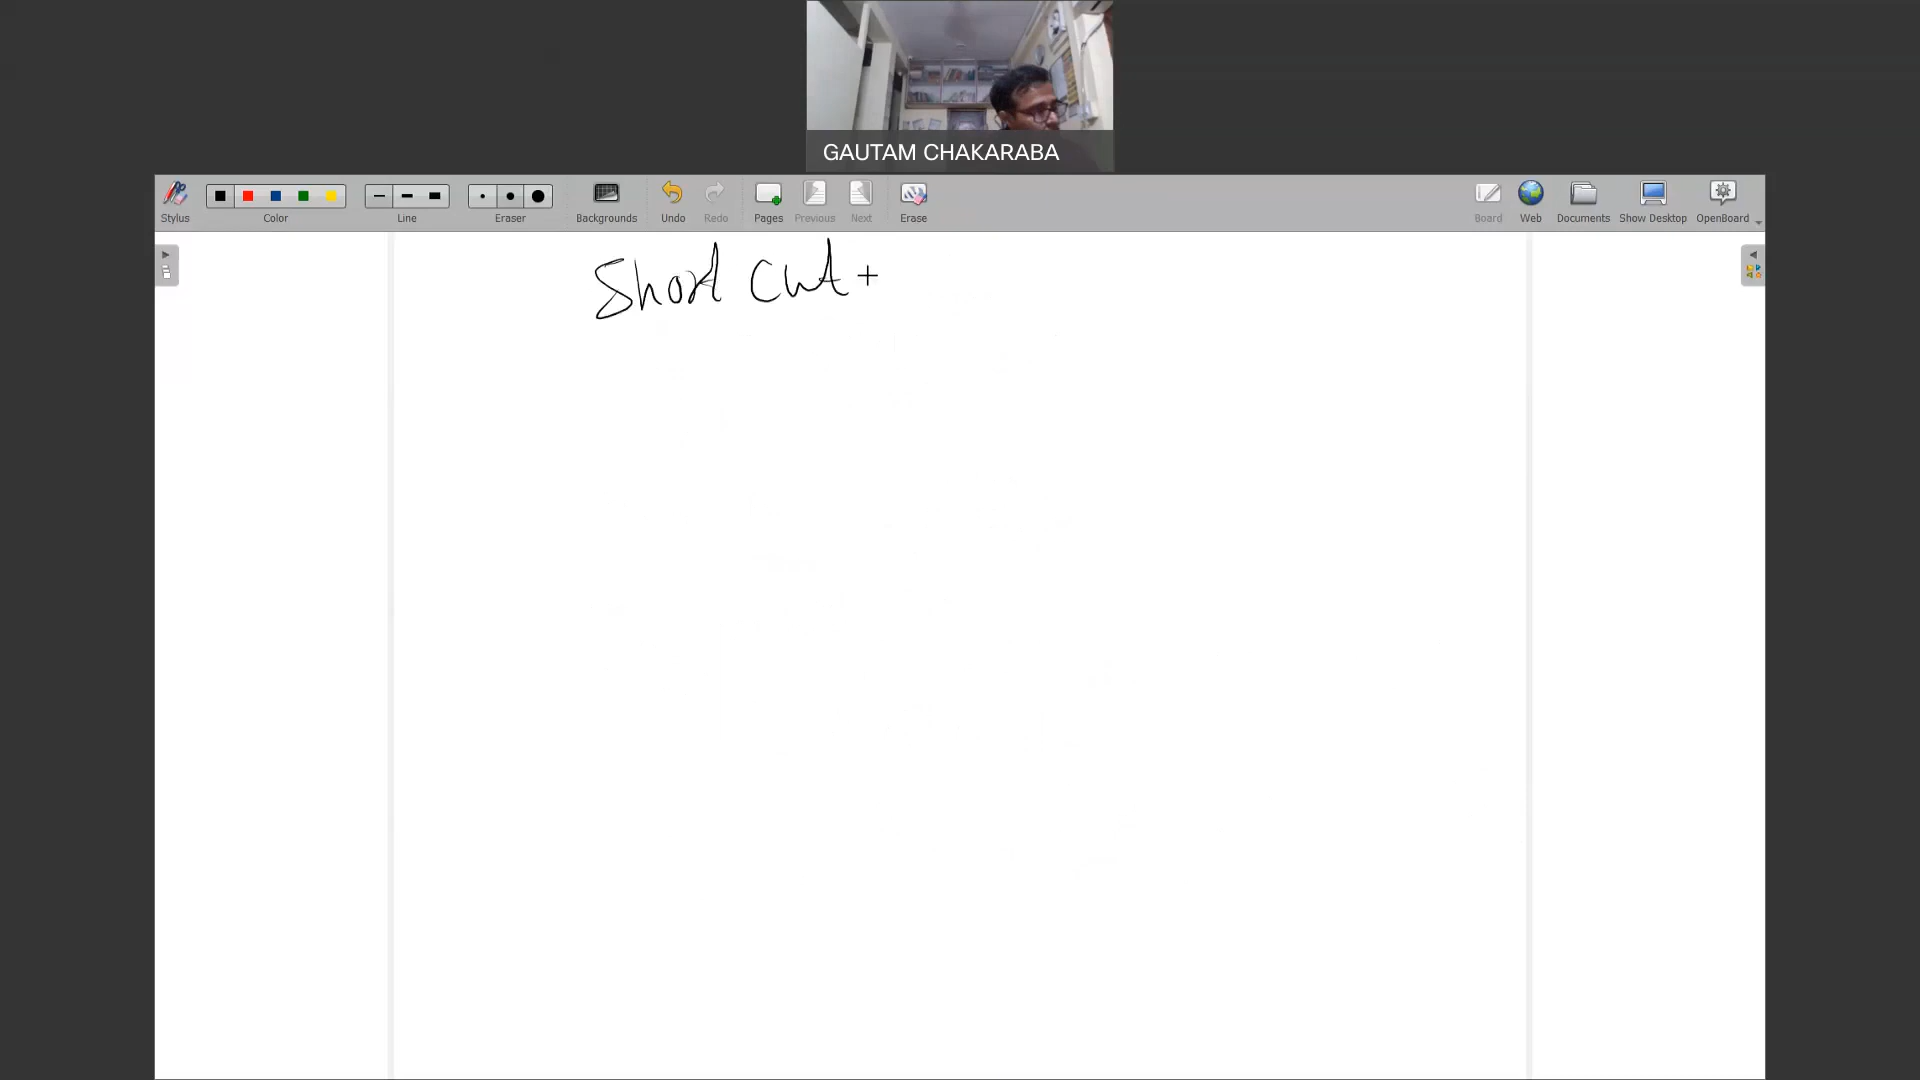 GAUTAM CHAKARABA
Stylus
Color
Line
Eraser
Backgrounds
Undo
Redo
Pages
Previous
Next
Erase
Board
Web
Documents
Show Desktop
OpenBoard
Short Cut